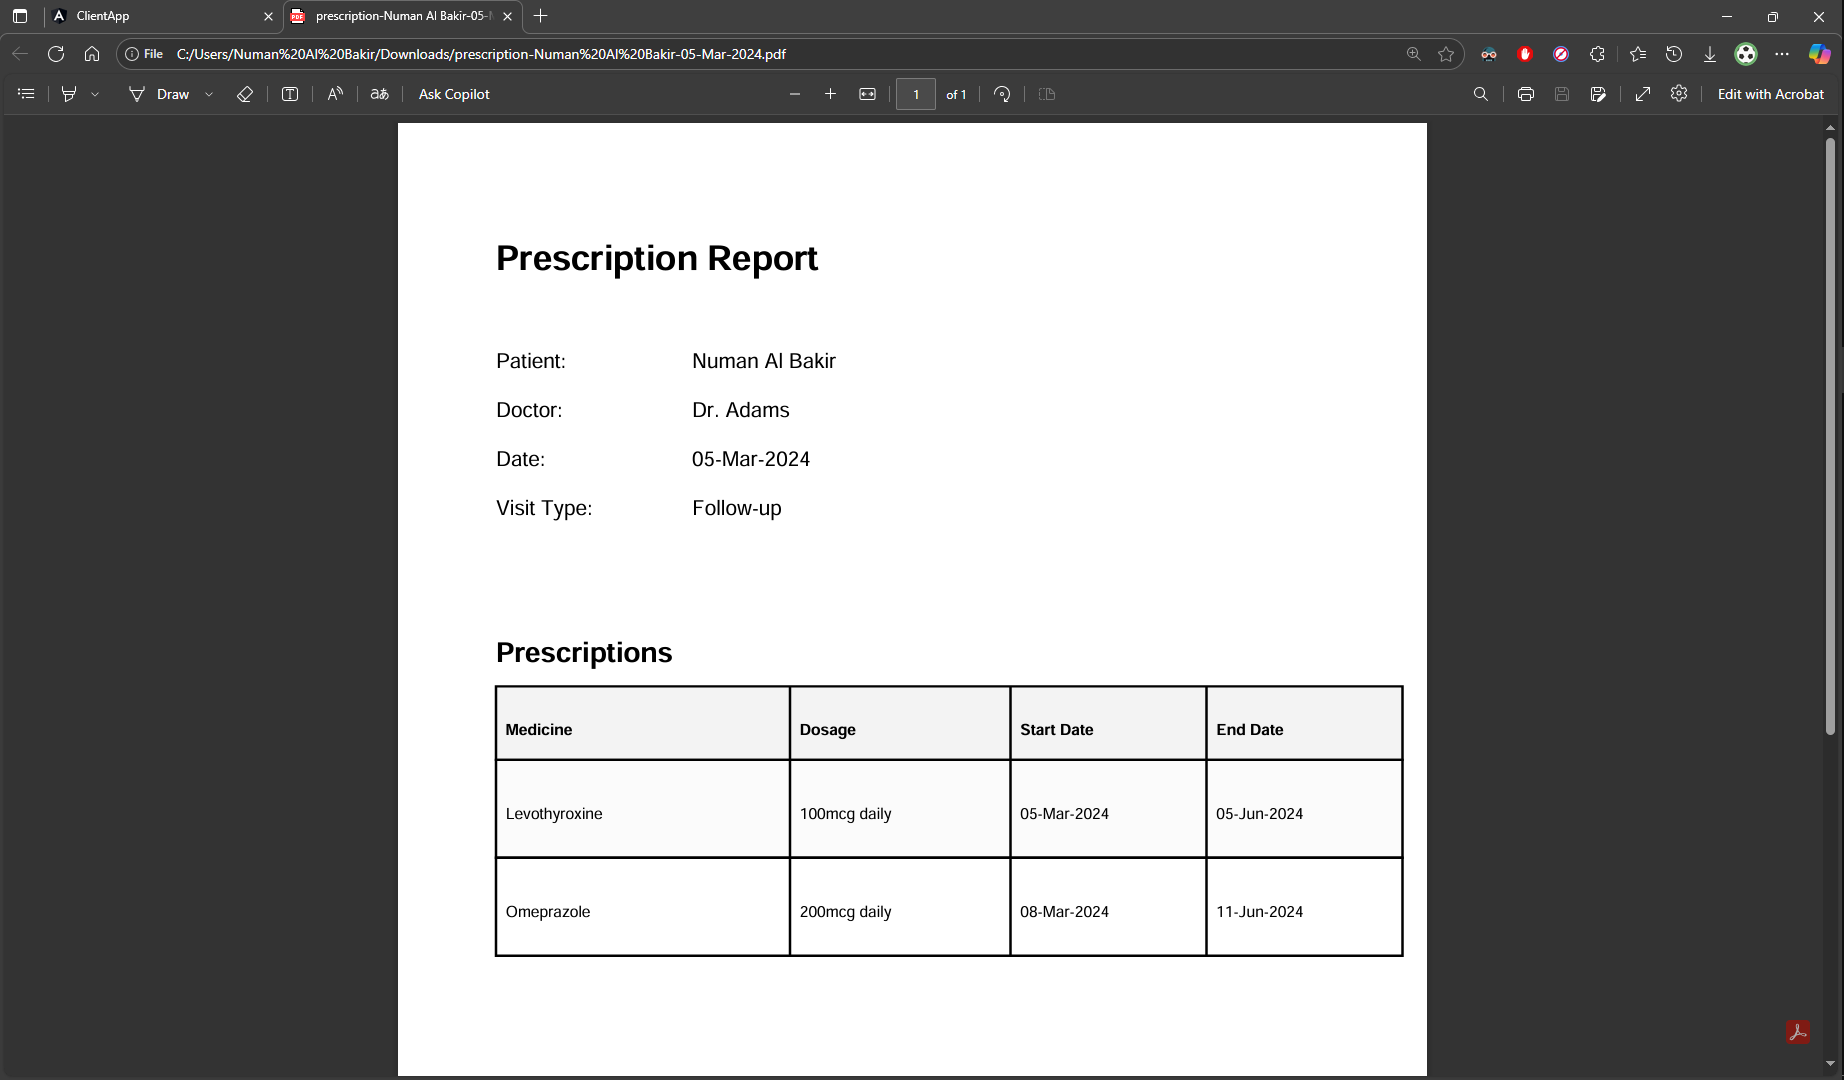 ClientApp
prescription-Numan Al Bakir-05-
File C:/Users/Numan%20Al%20Bakir/Downloads/prescription-Numan%20Al%20Bakir-05-Mar-2024.pdf
Draw Ask Copilot 1 of 1 Edit with Acrobat
Prescription Report
Patient: Numan Al Bakir
Doctor: Dr. Adams
Date: 05-Mar-2024
Visit Type: Follow-up
Prescriptions
Medicine Dosage Start Date End Date
Levothyroxine 100mcg daily 05-Mar-2024 05-Jun-2024
Omeprazole 200mcg daily 08-Mar-2024 11-Jun-2024